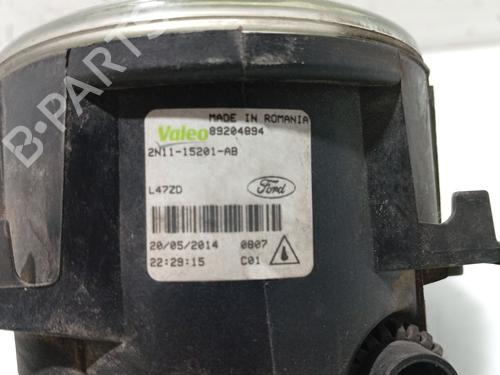 B-PARTS
MADE IN ROMANIA
Valeo 89204894
2N11-15201-AB
L47ZD
Ford
20/05/2014 0807
22:29:15 C01